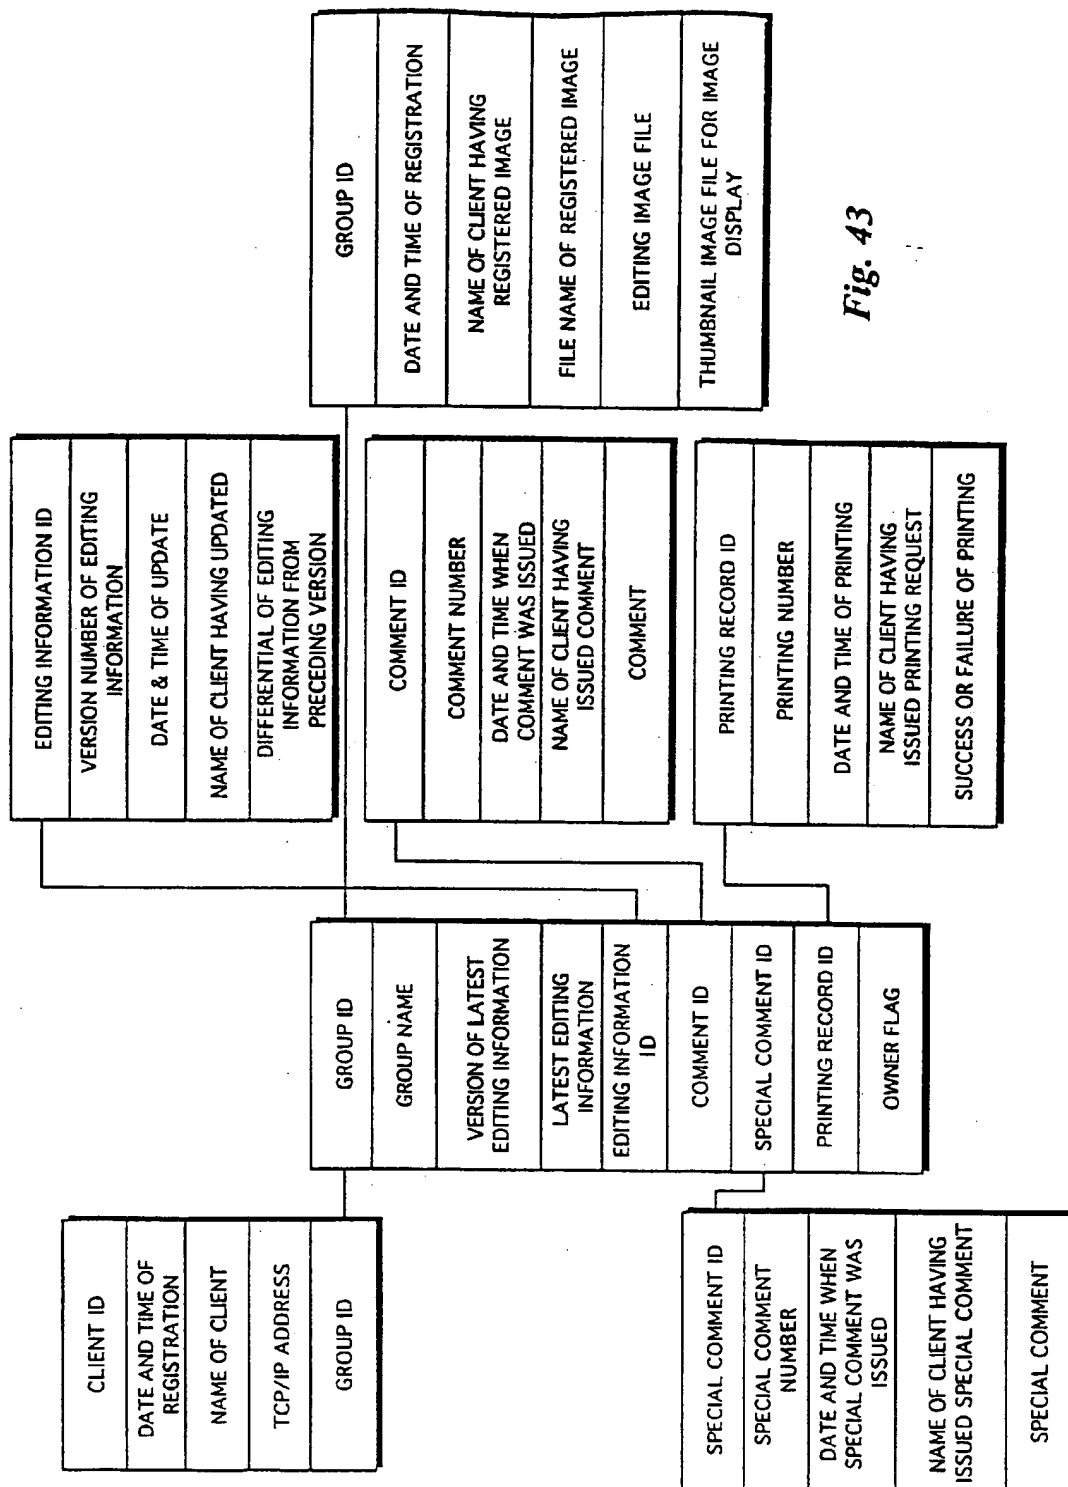 CLIENT ID
DATE AND TIME OF
REGISTRATION
NAME OF CLIENT
TCP/IP ADDRESS
GROUP ID
SPECIAL COMMENT ID
SPECIAL COMMENT
NUMBER
DATE AND TIME WHEN
SPECIAL COMMENT WAS
ISSUED
NAME OF CLIENT HAVING
ISSUED SPECIAL COMMENT
SPECIAL COMMENT
GROUP ID
GROUP NAME
VERSION OF LATEST
EDITING INFORMATION
LATEST EDITING
INFORMATION
EDITING INFORMATION
ID
COMMENT ID
SPECIAL COMMENT ID
PRINTING RECORD ID
OWNER FLAG
EDITING INFORMATION ID
VERSION NUMBER OF EDITING
INFORMATION
DATE & TIME OF UPDATE
NAME OF CLIENT HAVING UPDATED
DIFFERENTIAL OF EDITING
INFORMATION FROM
PRECEDING VERSION
COMMENT ID
COMMENT NUMBER
DATE AND TIME WHEN
COMMENT WAS ISSUED
NAME OF CLIENT HAVING
ISSUED COMMENT
COMMENT
PRINTING RECORD ID
PRINTING NUMBER
DATE AND TIME OF PRINTING
NAME OF CLIENT HAVING
ISSUED PRINTING REQUEST
SUCCESS OR FAILURE OF PRINTING
GROUP ID
DATE AND TIME OF REGISTRATION
NAME OF CLIENT HAVING
REGISTERED IMAGE
FILE NAME OF REGISTERED IMAGE
EDITING IMAGE FILE
THUMBNAIL IMAGE FILE FOR IMAGE
DISPLAY
Fig. 43